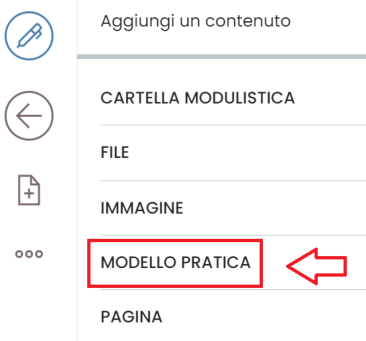 Aggiungi un contenuto
CARTELLA MODULISTICA
FILE
IMMAGINE
MODELLO PRATICA
PAGINA